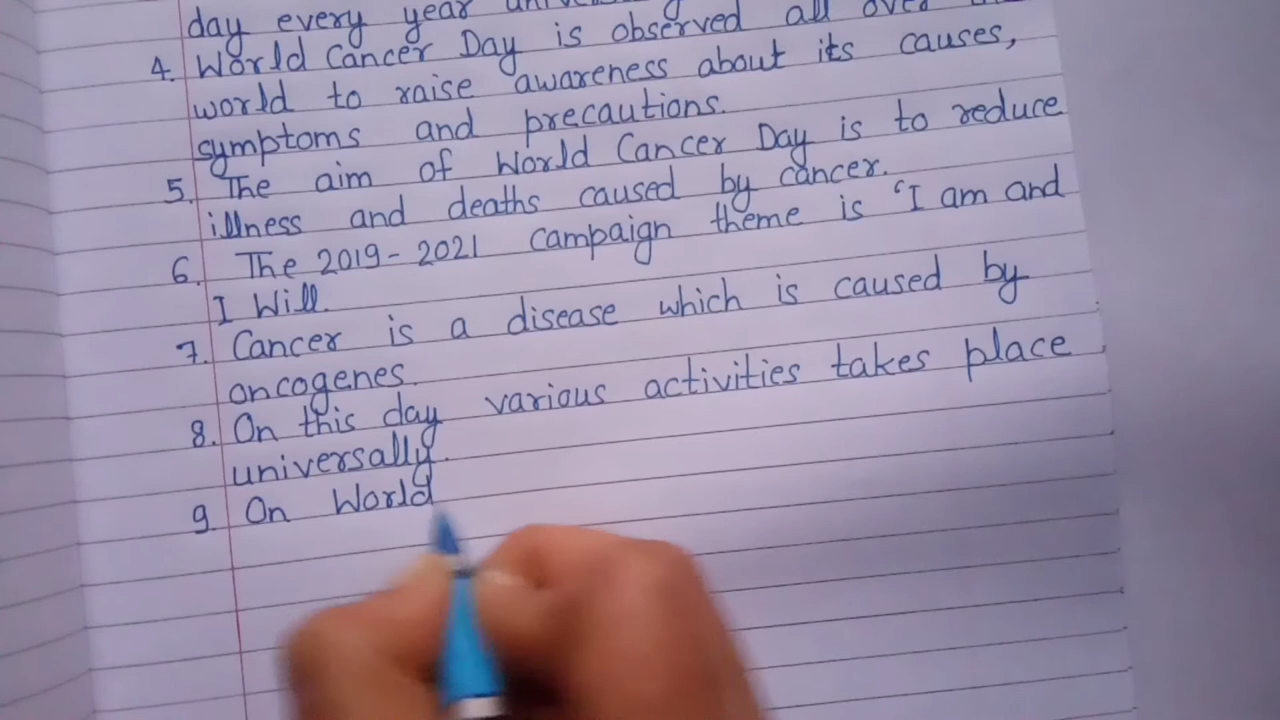 day every year
4. World Cancer Day is observed all over
world to raise awareness about its causes,
symptoms and precautions.
5. The aim of World Cancer Day is to reduce
illness and deaths caused by cancer.
6. The 2019-2021 campaign theme is 'I am and
I Will.
7. Cancer is a disease which is caused by
oncogenes.
8. On this day various activities takes place
universally.
9. On World